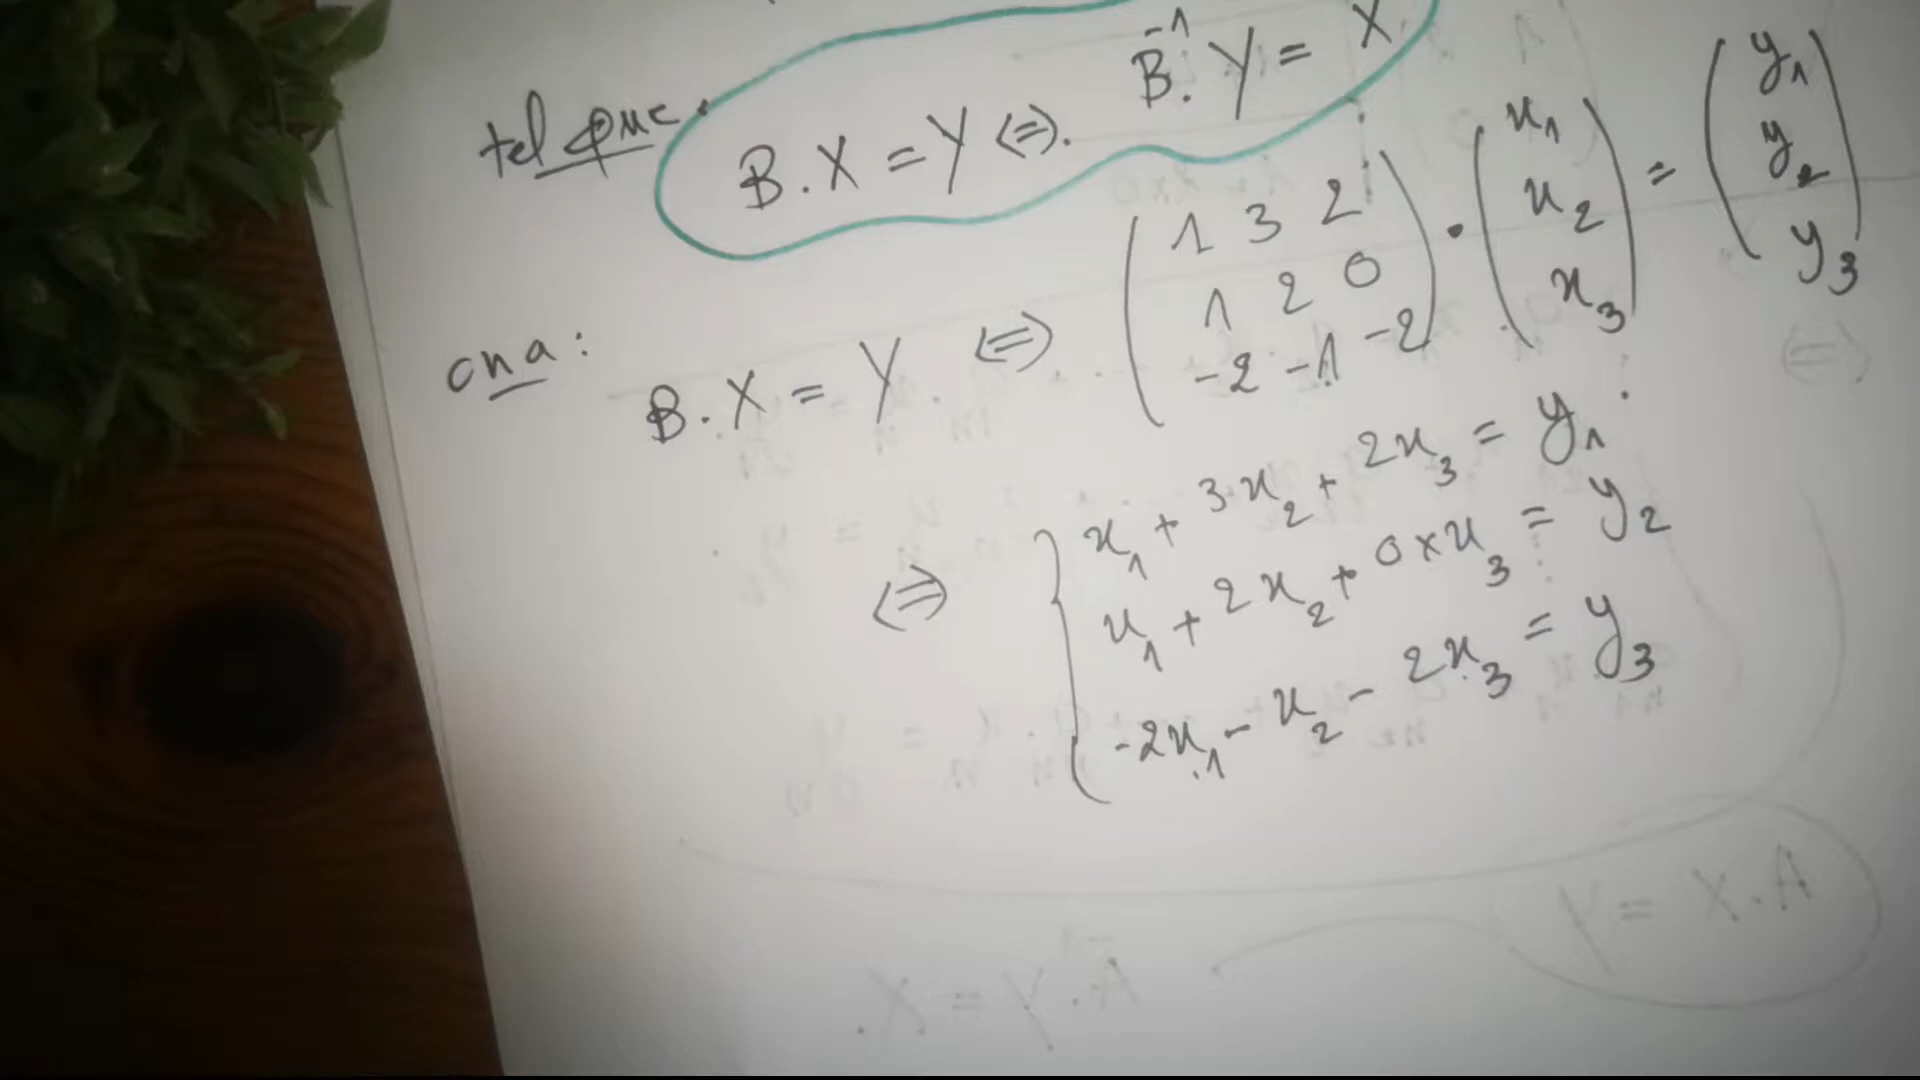 tel que: B.X = Y ⇔ B⁻¹.Y = X
on a: B.X = Y. ⇔ ( 1 3 2 ; 1 2 0 ; -2 -1 -2 ) . ( x₁ ; x₂ ; x₃ ) = ( y₁ ; y₂ ; y₃ )
⇔ { x₁ + 3x₂ + 2x₃ = y₁
x₁ + 2x₂ + 0×x₃ = y₂
-2x₁ - x₂ - 2x₃ = y₃
A.X = Y
A⁻¹.Y = X.